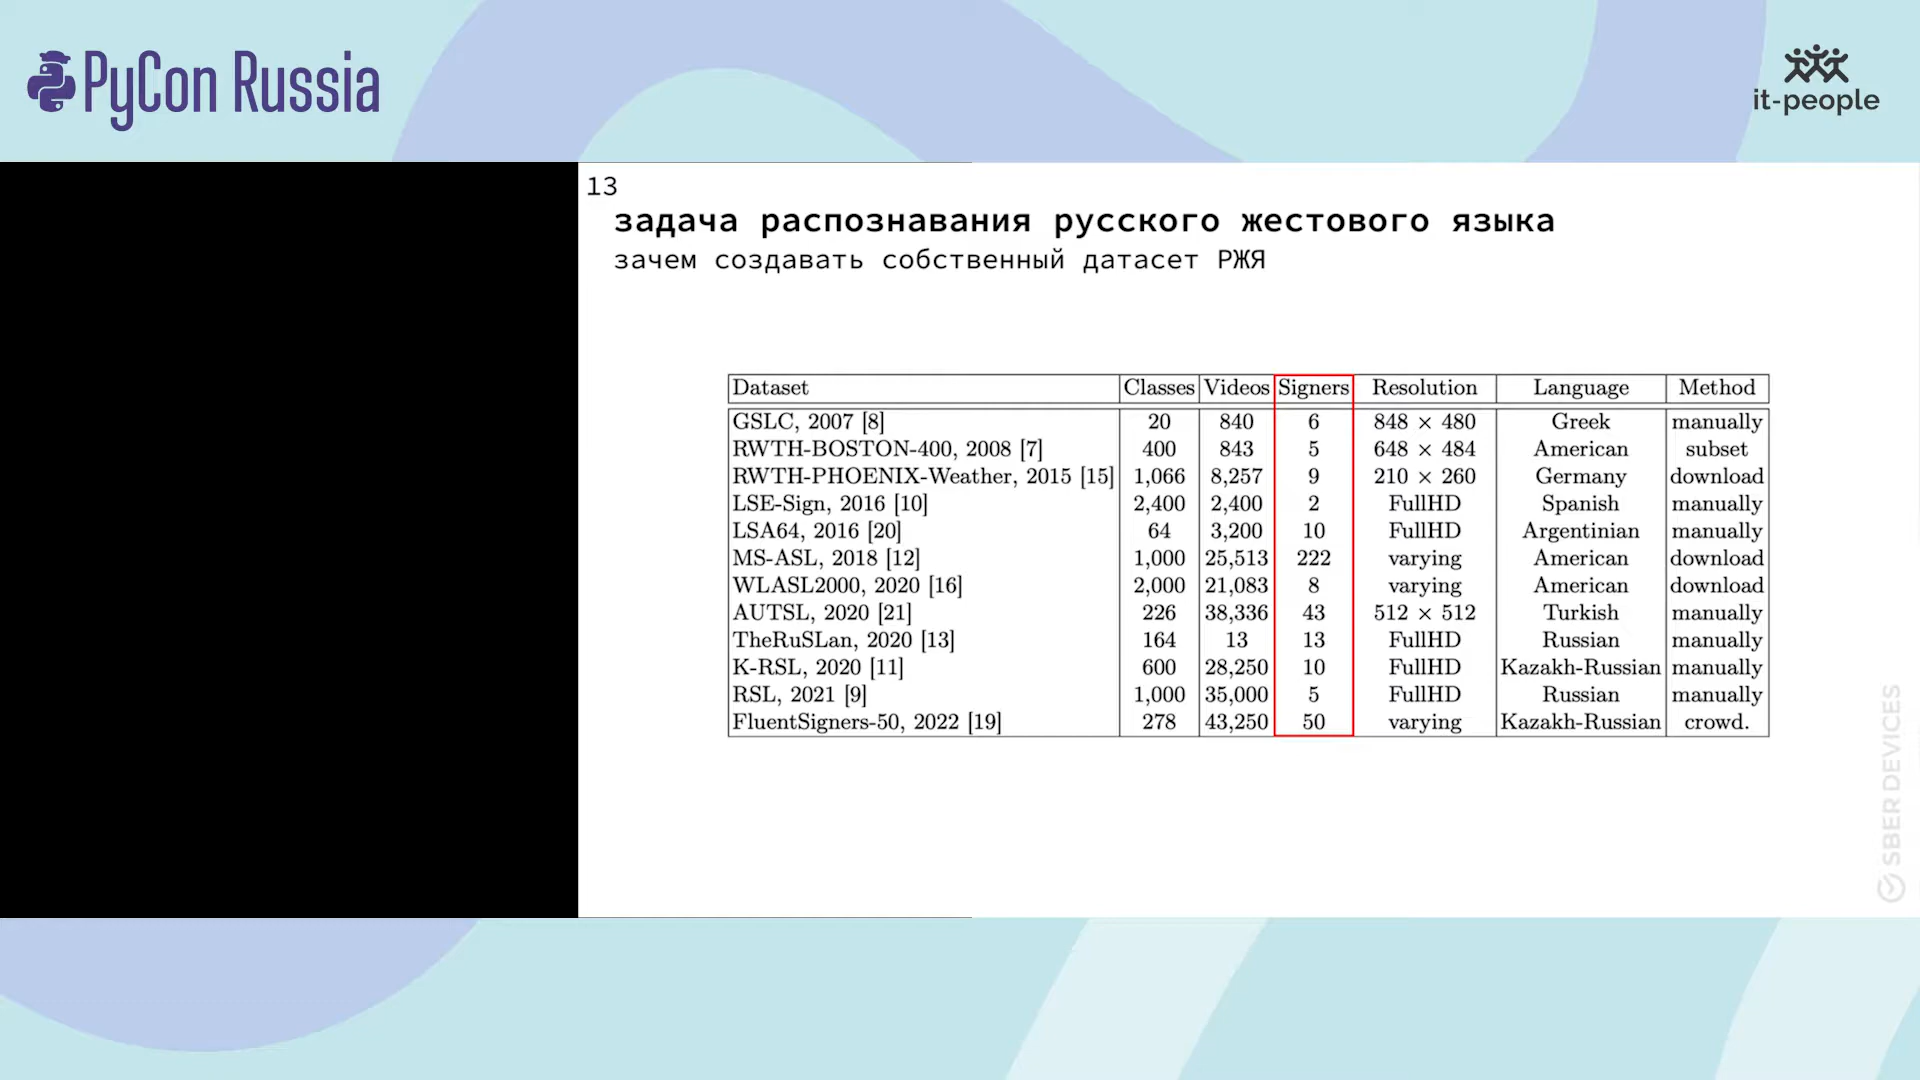 PyCon Russia
it-people
13
задача распознавания русского жестового языка
зачем создавать собственный датасет РЖЯ
Dataset Classes Videos Signers Resolution Language Method
GSLC, 2007 [8] 20 840 6 848 × 480 Greek manually
RWTH-BOSTON-400, 2008 [7] 400 843 5 648 × 484 American subset
RWTH-PHOENIX-Weather, 2015 [15] 1,066 8,257 9 210 × 260 Germany download
LSE-Sign, 2016 [10] 2,400 2,400 2 FullHD Spanish manually
LSA64, 2016 [20] 64 3,200 10 FullHD Argentinian manually
MS-ASL, 2018 [12] 1,000 25,513 222 varying American download
WLASL2000, 2020 [16] 2,000 21,083 8 varying American download
AUTSL, 2020 [21] 226 38,336 43 512 × 512 Turkish manually
TheRuSLan, 2020 [13] 164 13 13 FullHD Russian manually
K-RSL, 2020 [11] 600 28,250 10 FullHD Kazakh-Russian manually
RSL, 2021 [9] 1,000 35,000 5 FullHD Russian manually
FluentSigners-50, 2022 [19] 278 43,250 50 varying Kazakh-Russian crowd.
SBER DEVICES